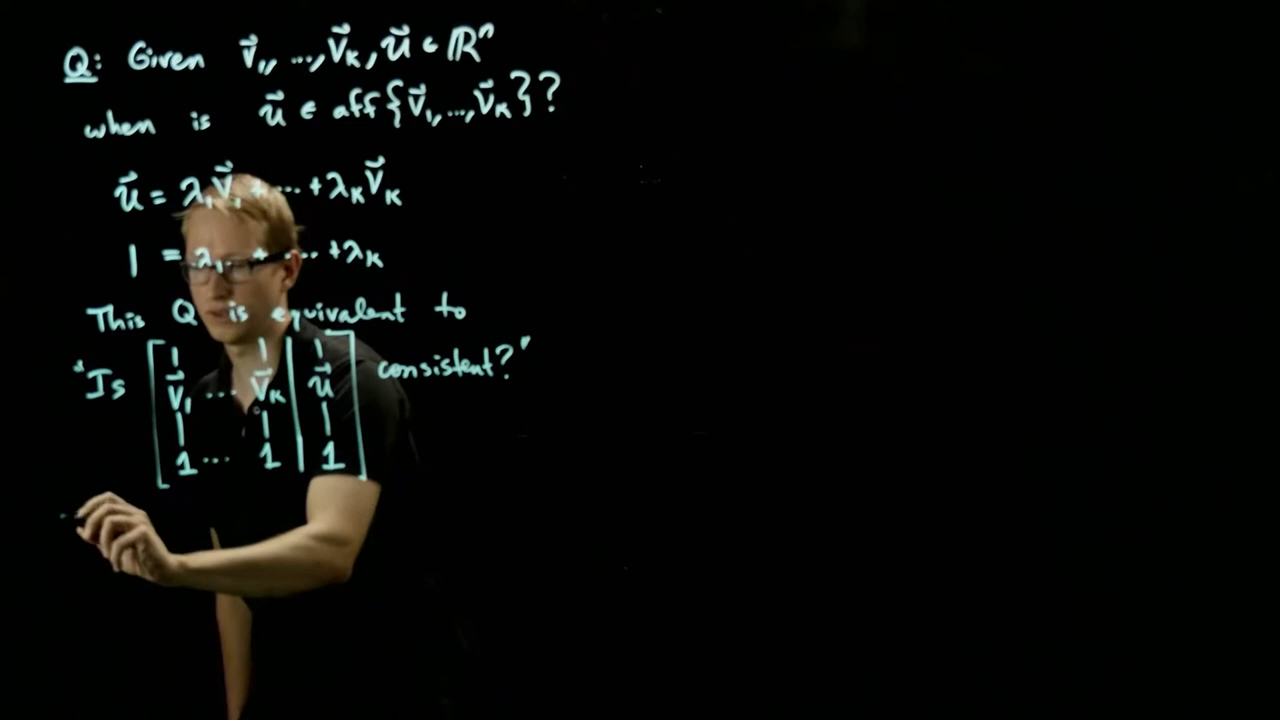 Q: Given v⃗₁, ..., v⃗ₖ, u⃗ ∈ ℝⁿ
when is u⃗ ∈ aff{v⃗₁, ..., v⃗ₖ}?
u⃗ = λ₁v⃗₁ + ... + λₖv⃗ₖ
1 = λ₁ + ... + λₖ
This Q is equivalent to
"Is [ | | | | ] consistent?"
v⃗₁ ... v⃗ₖ | u⃗
| | | |
1 ... 1 | 1